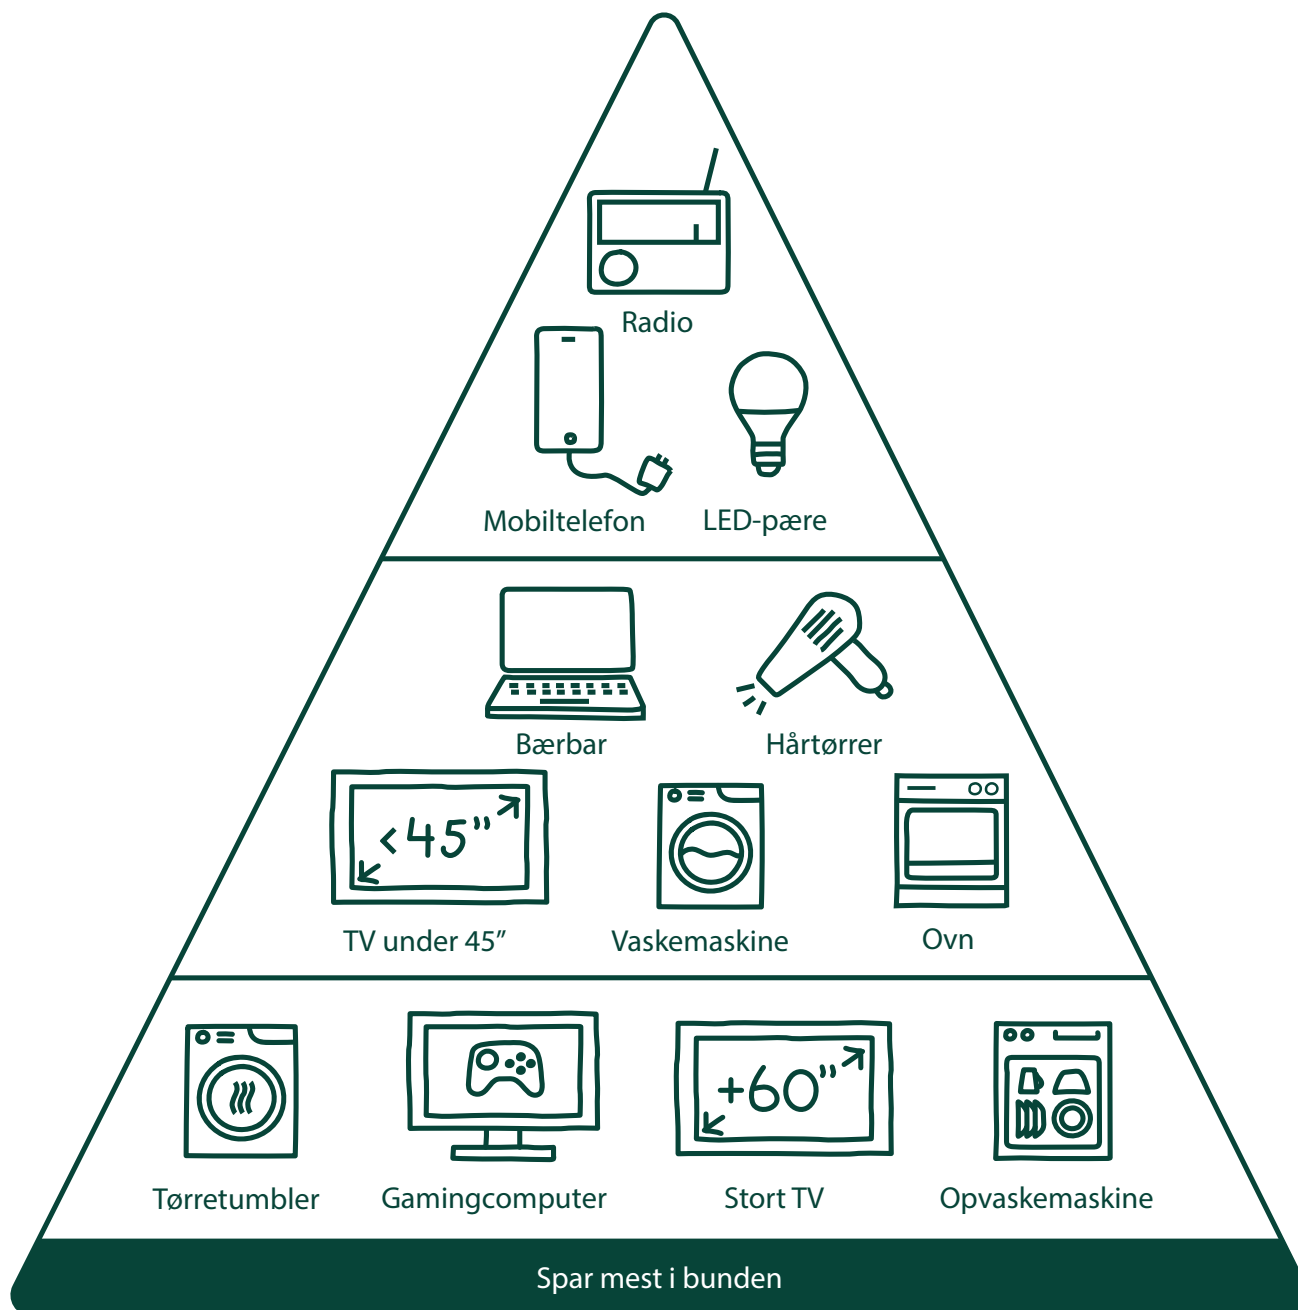 Radio
Mobiltelefon
LED-pære
Bærbar
Hårtørrer
<45”
TV under 45”
Vaskemaskine
Ovn
+60”
Tørretumbler
Gamingcomputer
Stort TV
Opvaskemaskine
Spar mest i bunden